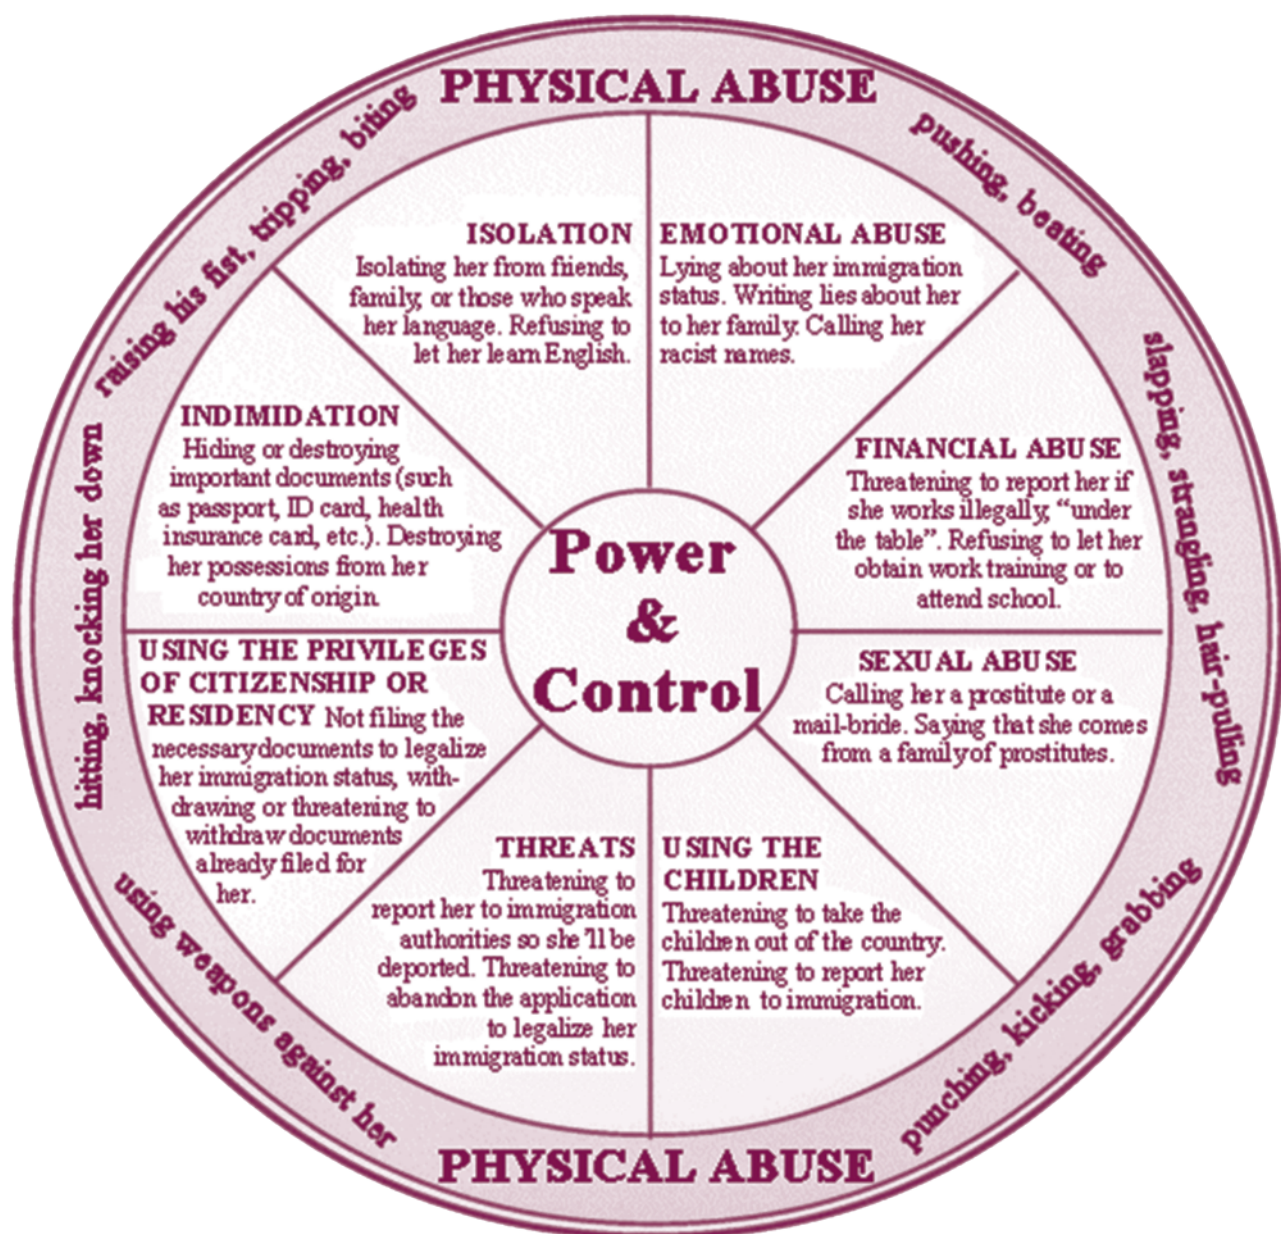 PHYSICAL ABUSE
pushing, beating
slapping, strangling, hair-pulling
punching, kicking, grabbing
PHYSICAL ABUSE
using weapons against her
hitting, knocking her down
raising his fist, tripping, biting
ISOLATION
Isolating her from friends,
family, or those who speak
her language. Refusing to
let her learn English.
EMOTIONAL ABUSE
Lying about her immigration
status. Writing lies about her
to her family. Calling her
racist names.
FINANCIAL ABUSE
Threatening to report her if
she works illegally, “under
the table”. Refusing to let her
obtain work training or to
attend school.
SEXUAL ABUSE
Calling her a prostitute or a
mail-bride. Saying that she comes
from a family of prostitutes.
USING THE
CHILDREN
Threatening to take the
children out of the country.
Threatening to report her
children to immigration.
THREATS
Threatening to
report her to immigration
authorities so she'll be
deported. Threatening to
abandon the application
to legalize her
immigration status.
USING THE PRIVILEGES
OF CITIZENSHIP OR
RESIDENCY Not filing the
necessary documents to legalize
her immigration status, with-
drawing or threatening to
withdraw documents
already filed for
her.
INDIMIDATION
Hiding or destroying
important documents (such
as passport, ID card, health
insurance card, etc.). Destroying
her possessions from her
country of origin.
Power
&
Control